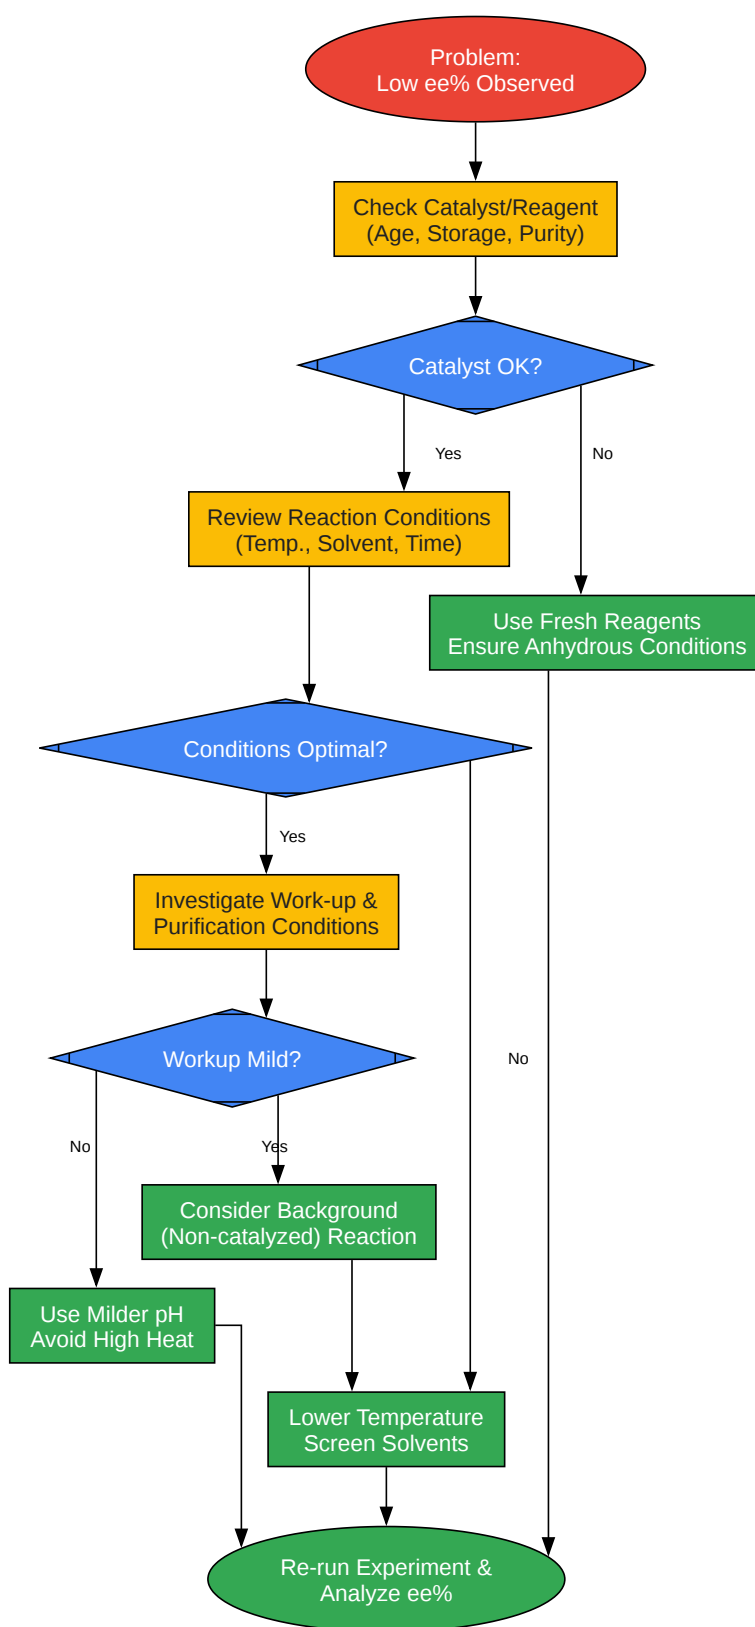 Problem:
Low ee% Observed
Check Catalyst/Reagent
(Age, Storage, Purity)
Catalyst OK?
Yes
No
Review Reaction Conditions
(Temp., Solvent, Time)
Use Fresh Reagents
Ensure Anhydrous Conditions
Conditions Optimal?
Yes
Investigate Work-up &
Purification Conditions
Workup Mild?
No
No
Yes
Consider Background
(Non-catalyzed) Reaction
Use Milder pH
Avoid High Heat
Lower Temperature
Screen Solvents
Re-run Experiment &
Analyze ee%